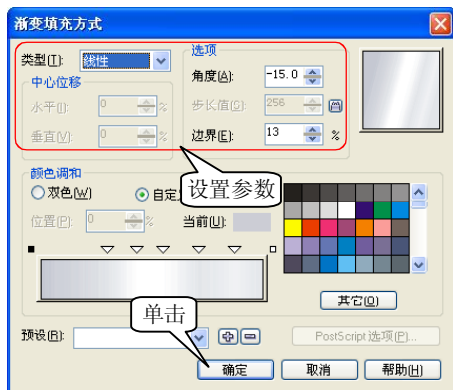 渐变填充方式
类型(T): 线性
选项
中心位移
角度(A): -15.0
水平(I): 0 %
步长值(S): 256
垂直(V): 0 %
边界(E): 13 %
颜色调和
双色(W)
自定
设置参数
位置(P): 0 %
当前(U):
其它(O)
单击
预设(R):
PostScript 选项(P)...
确定
取消
帮助(H)